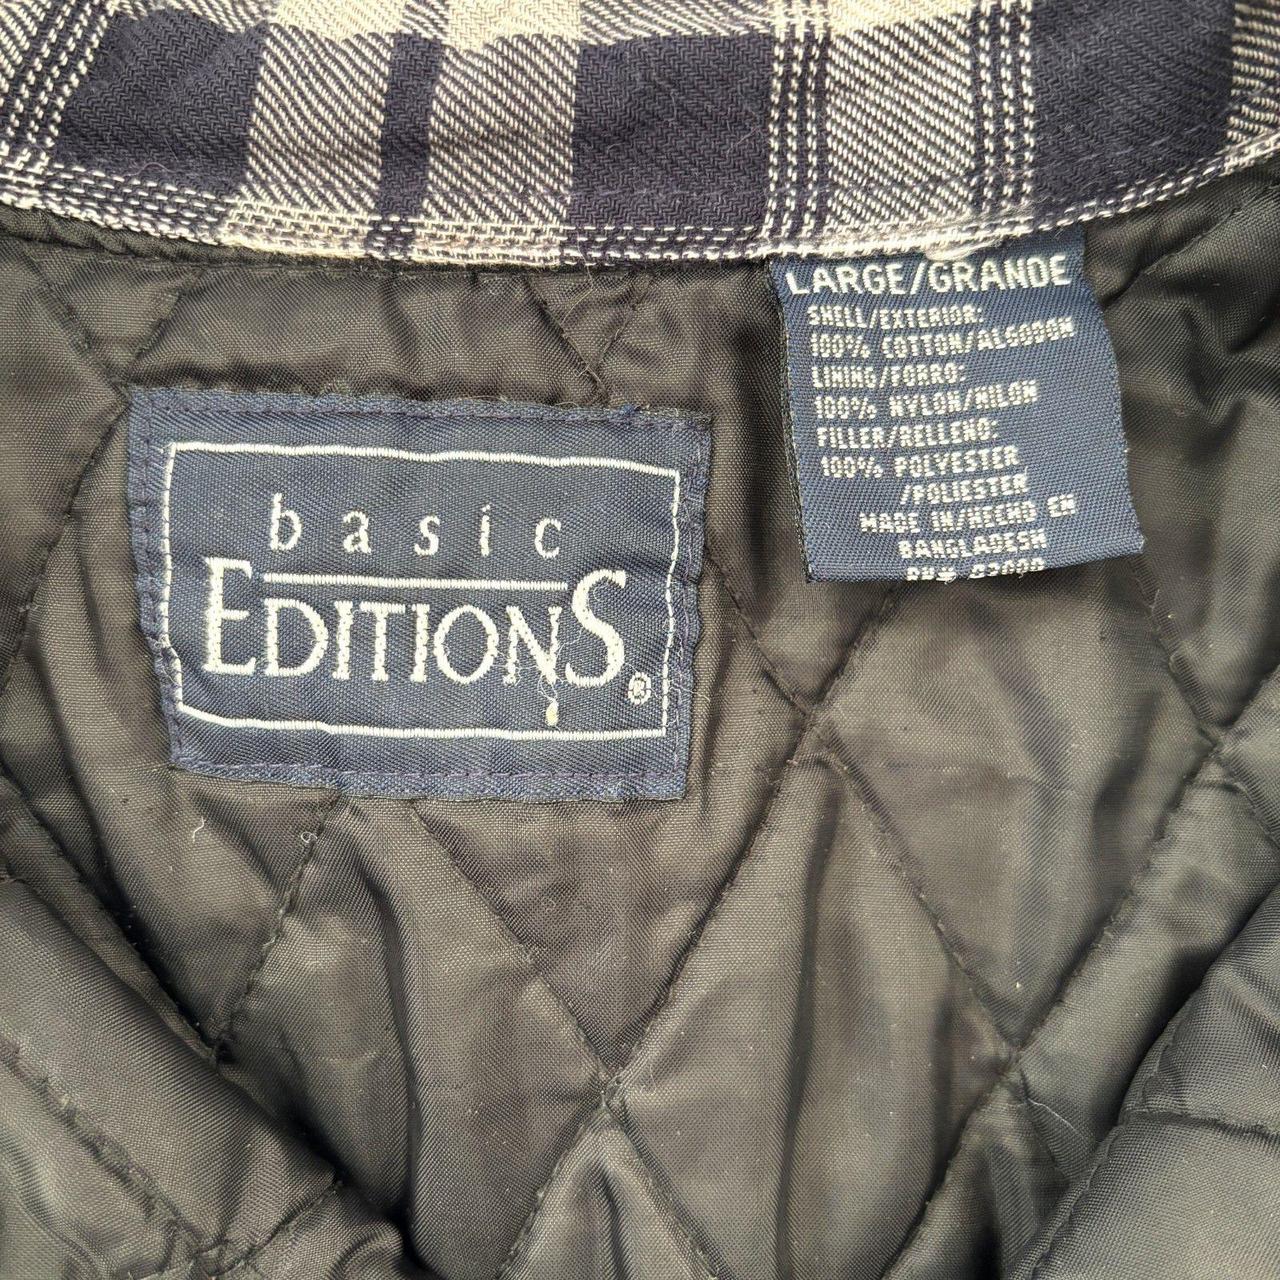 LARGE/GRANDE
SHELL/EXTERIOR:
100% COTTON/ALGODON
LINING/FORRO:
100% NYLON/NILON
FILLER/RELLENO:
100% POLYESTER
/POLIESTER
MADE IN/HECHO EN
BANGLADESH
basic
EDITIONS®